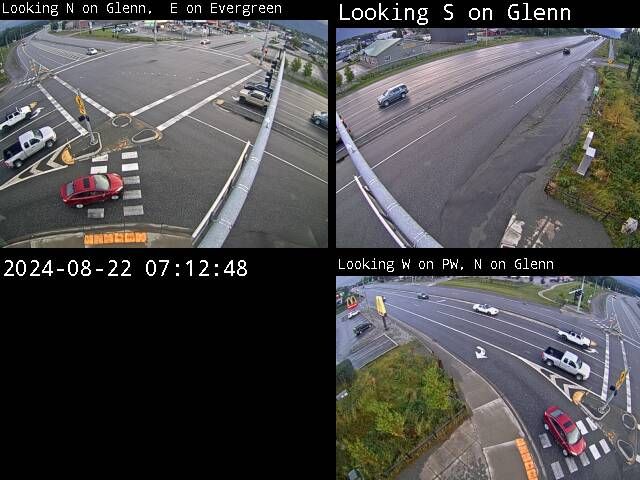 Looking N on Glenn,  E on Evergreen
Looking S on Glenn
2024-08-22 07:12:48
Looking W on PW, N on Glenn